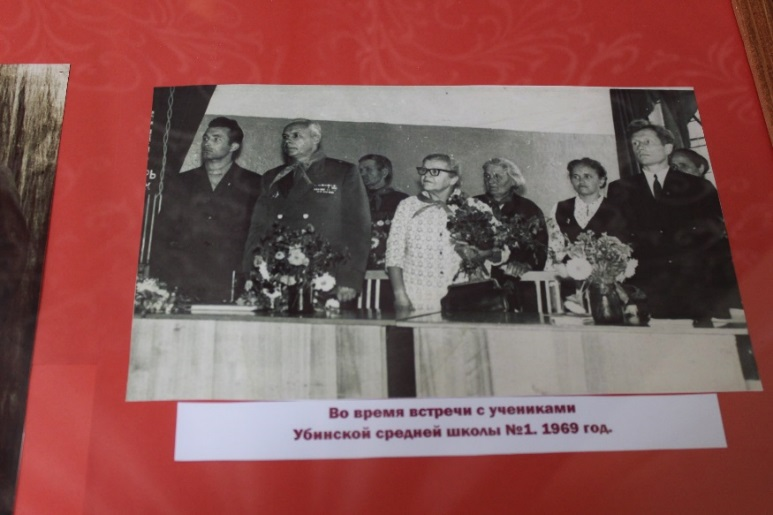 Во время встречи с учениками
Убинской средней школы №1. 1969 год.